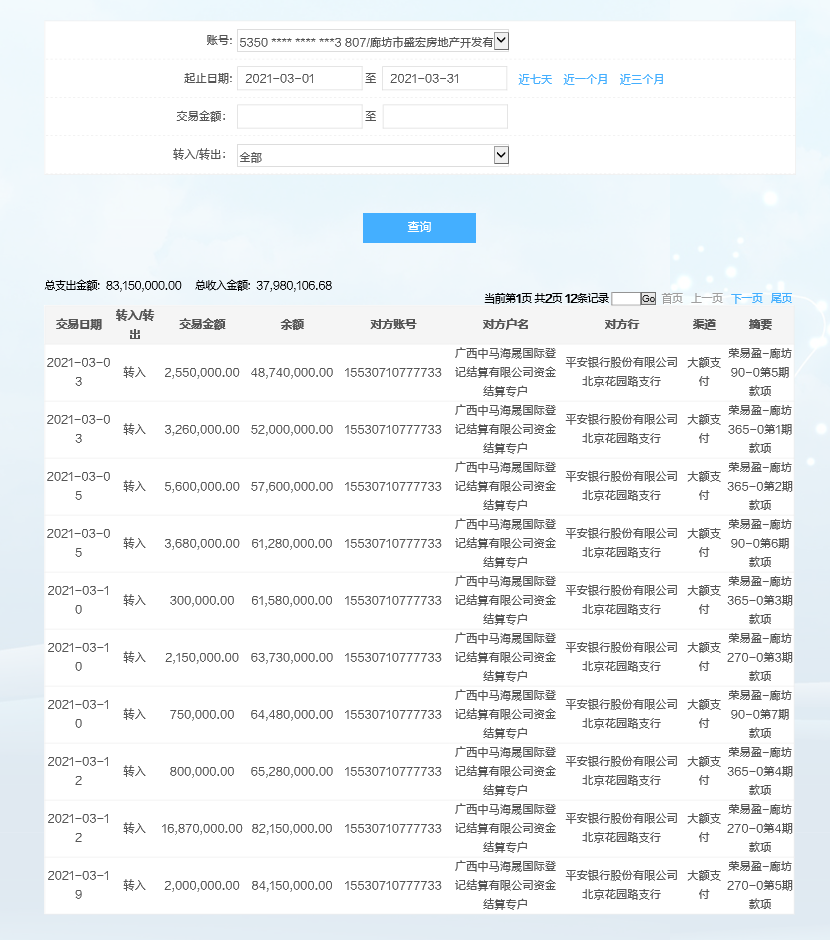 账号: 5350 **** **** ***3 807/廊坊市盛宏房地产开发有
起止日期: 2021-03-01 至 2021-03-31 近七天 近一个月 近三个月
交易金额: 至
转入/转出: 全部
查询
总支出金额: 83,150,000.00 总收入金额: 37,980,106.68
当前第1页 共2页 12条记录 Go 首页 上一页 下一页 尾页
交易日期 转入/转出 交易金额 余额 对方账号 对方户名 对方行 渠道 摘要
2021-03-03 转入 2,550,000.00 48,740,000.00 15530710777733 广西中马海晟国际登记结算有限公司资金结算专户 平安银行股份有限公司北京花园路支行 大额支付 荣易盈-廊坊90-0第5期款项
2021-03-03 转入 3,260,000.00 52,000,000.00 15530710777733 广西中马海晟国际登记结算有限公司资金结算专户 平安银行股份有限公司北京花园路支行 大额支付 荣易盈-廊坊365-0第1期款项
2021-03-05 转入 5,600,000.00 57,600,000.00 15530710777733 广西中马海晟国际登记结算有限公司资金结算专户 平安银行股份有限公司北京花园路支行 大额支付 荣易盈-廊坊365-0第2期款项
2021-03-05 转入 3,680,000.00 61,280,000.00 15530710777733 广西中马海晟国际登记结算有限公司资金结算专户 平安银行股份有限公司北京花园路支行 大额支付 荣易盈-廊坊90-0第6期款项
2021-03-10 转入 300,000.00 61,580,000.00 15530710777733 广西中马海晟国际登记结算有限公司资金结算专户 平安银行股份有限公司北京花园路支行 大额支付 荣易盈-廊坊365-0第3期款项
2021-03-10 转入 2,150,000.00 63,730,000.00 15530710777733 广西中马海晟国际登记结算有限公司资金结算专户 平安银行股份有限公司北京花园路支行 大额支付 荣易盈-廊坊270-0第3期款项
2021-03-10 转入 750,000.00 64,480,000.00 15530710777733 广西中马海晟国际登记结算有限公司资金结算专户 平安银行股份有限公司北京花园路支行 大额支付 荣易盈-廊坊90-0第7期款项
2021-03-12 转入 800,000.00 65,280,000.00 15530710777733 广西中马海晟国际登记结算有限公司资金结算专户 平安银行股份有限公司北京花园路支行 大额支付 荣易盈-廊坊365-0第4期款项
2021-03-12 转入 16,870,000.00 82,150,000.00 15530710777733 广西中马海晟国际登记结算有限公司资金结算专户 平安银行股份有限公司北京花园路支行 大额支付 荣易盈-廊坊270-0第4期款项
2021-03-19 转入 2,000,000.00 84,150,000.00 15530710777733 广西中马海晟国际登记结算有限公司资金结算专户 平安银行股份有限公司北京花园路支行 大额支付 荣易盈-廊坊270-0第5期款项